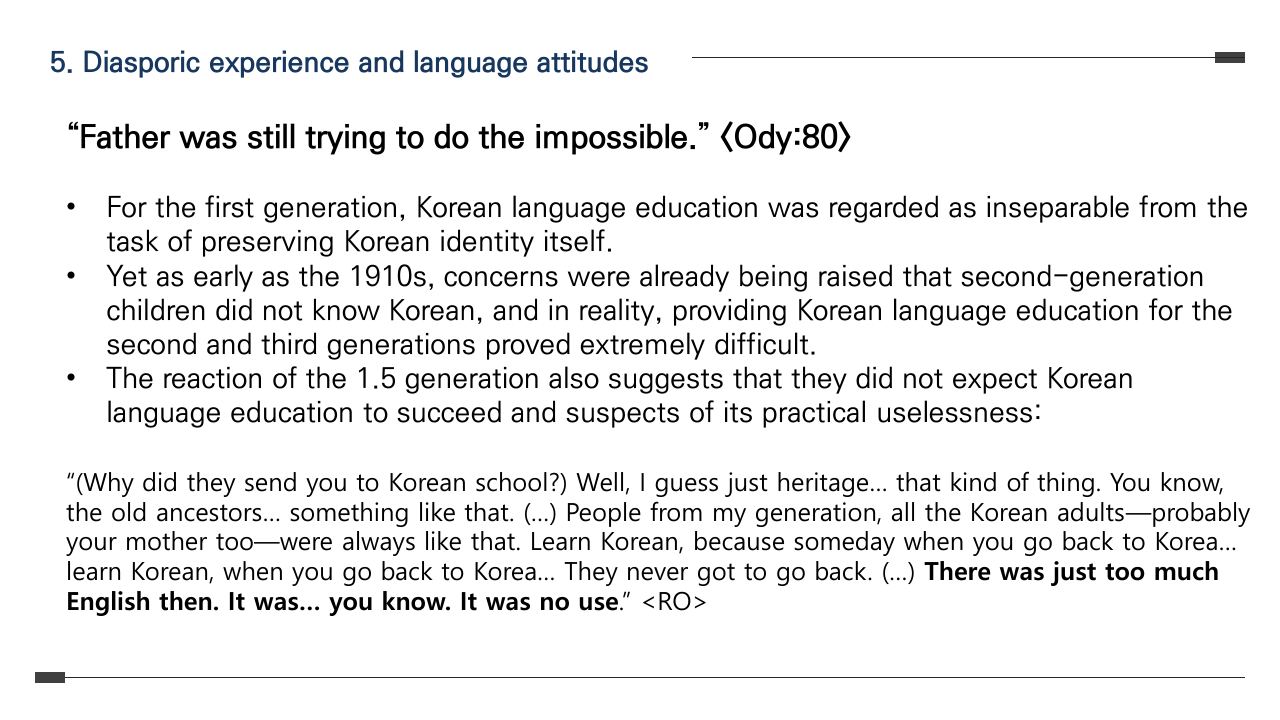 5. Diasporic experience and language attitudes
“Father was still trying to do the impossible.” <Ody:80>
• For the first generation, Korean language education was regarded as inseparable from the
task of preserving Korean identity itself.
• Yet as early as the 1910s, concerns were already being raised that second-generation
children did not know Korean, and in reality, providing Korean language education for the
second and third generations proved extremely difficult.
• The reaction of the 1.5 generation also suggests that they did not expect Korean
language education to succeed and suspects of its practical uselessness:
“(Why did they send you to Korean school?) Well, I guess just heritage… that kind of thing. You know,
the old ancestors… something like that. (…) People from my generation, all the Korean adults—probably
your mother too—were always like that. Learn Korean, because someday when you go back to Korea…
learn Korean, when you go back to Korea… They never got to go back. (…) There was just too much
English then. It was… you know. It was no use.” <RO>